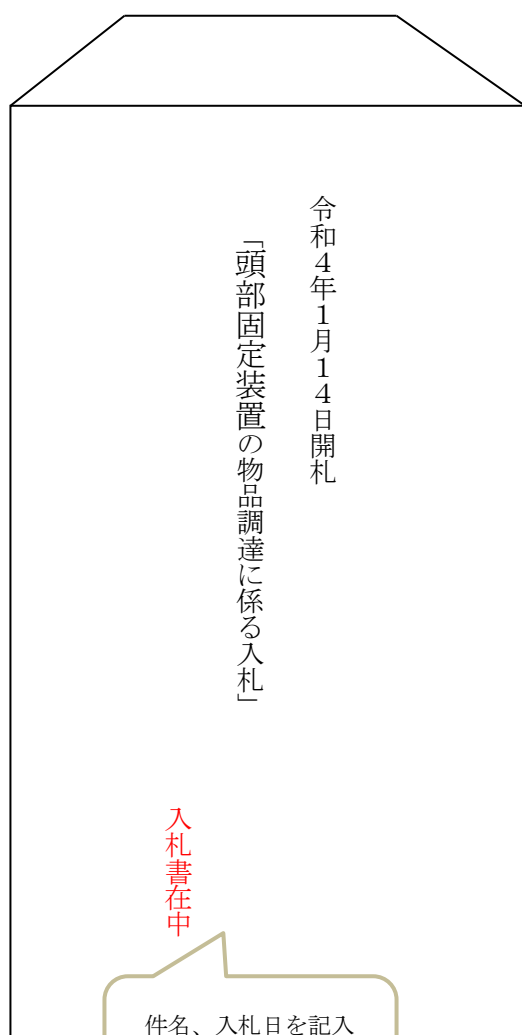 令和４年１月１４日開札
「頭部固定装置の物品調達に係る入札」
入札書在中
件名、入札日を記入